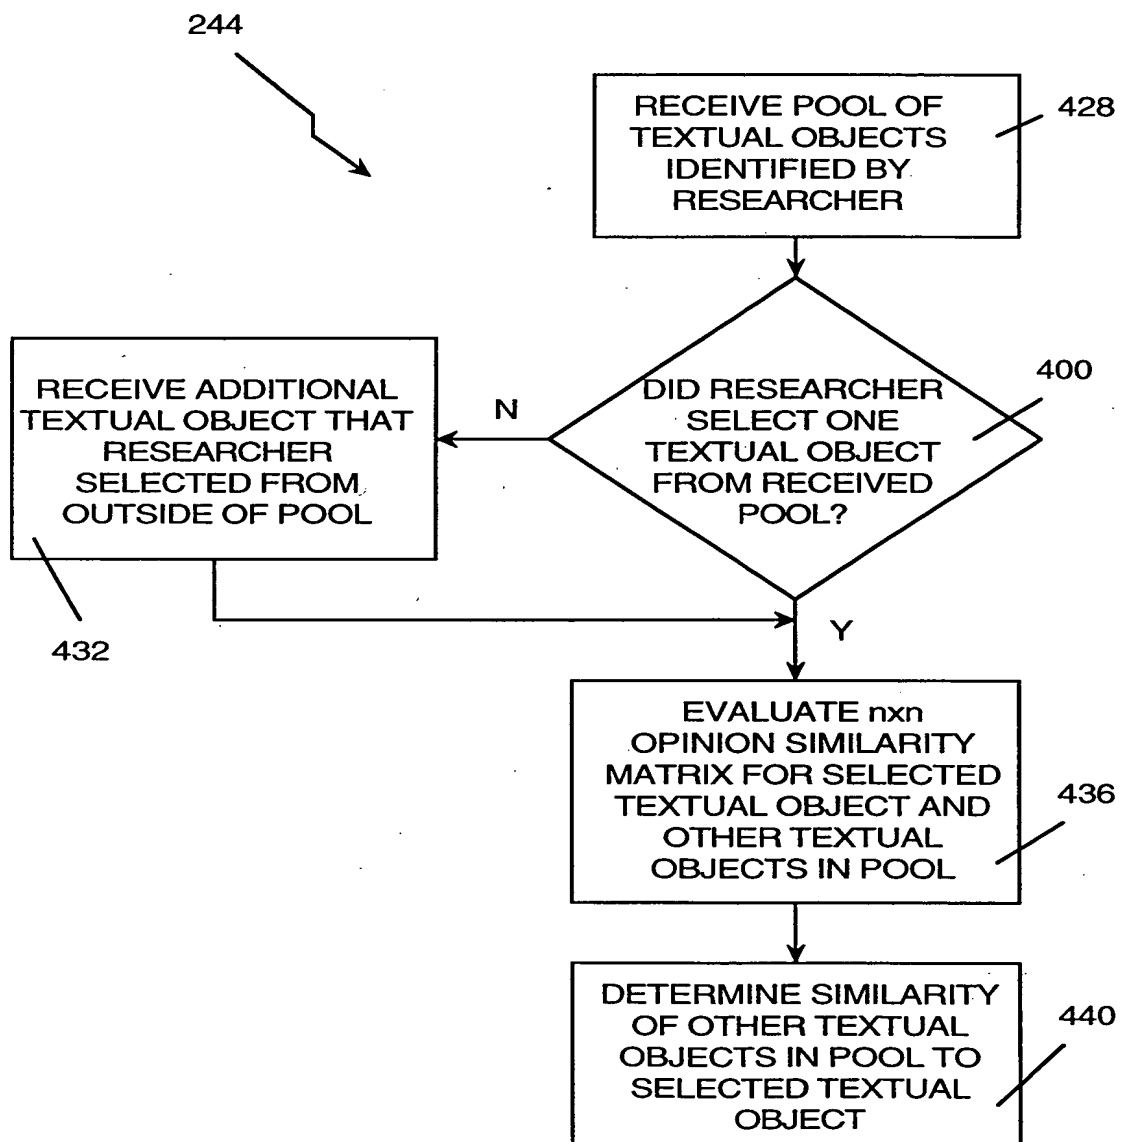 244
RECEIVE POOL OF
TEXTUAL OBJECTS
IDENTIFIED BY
RESEARCHER
428
DID RESEARCHER
SELECT ONE
TEXTUAL OBJECT
FROM RECEIVED
POOL?
400
N
RECEIVE ADDITIONAL
TEXTUAL OBJECT THAT
RESEARCHER
SELECTED FROM
OUTSIDE OF POOL
432
Y
EVALUATE nxn
OPINION SIMILARITY
MATRIX FOR SELECTED
TEXTUAL OBJECT AND
OTHER TEXTUAL
OBJECTS IN POOL
436
DETERMINE SIMILARITY
OF OTHER TEXTUAL
OBJECTS IN POOL TO
SELECTED TEXTUAL
OBJECT
440